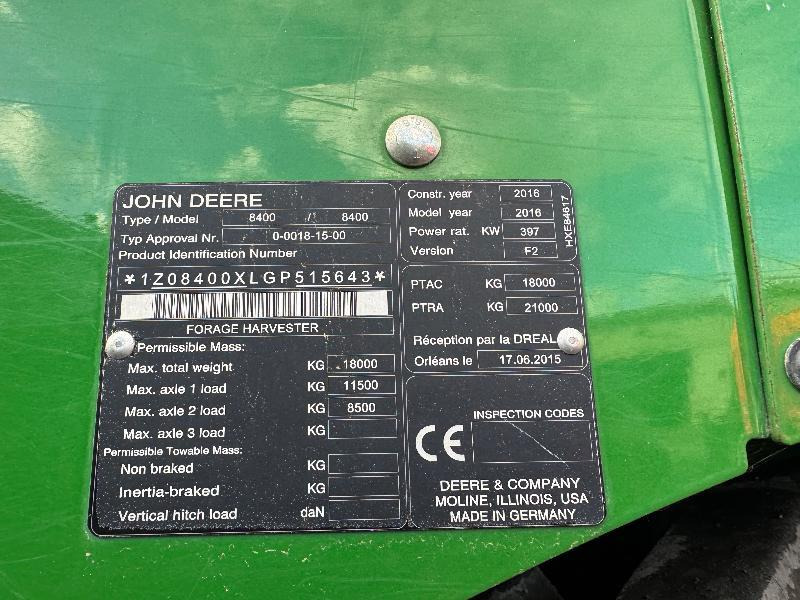 JOHN DEERE
Type / Model 8400 / 8400
Typ Approval Nr. 0-0018-15-00
Product Identification Number
*1Z08400XLGP515643*
FORAGE HARVESTER
Permissible Mass:
Max. total weight KG 18000
Max. axle 1 load KG 11500
Max. axle 2 load KG 8500
Max. axle 3 load KG
Permissible Towable Mass:
Non braked KG
Inertia-braked KG
Vertical hitch load daN
Constr. year 2016
Model year 2016
Power rat. KW 397
Version F2
HXE84817
PTAC KG 18000
PTRA KG 21000
Réception par la DREAL
Orléans le 17.06.2015
INSPECTION CODES
CE
DEERE & COMPANY
MOLINE, ILLINOIS, USA
MADE IN GERMANY